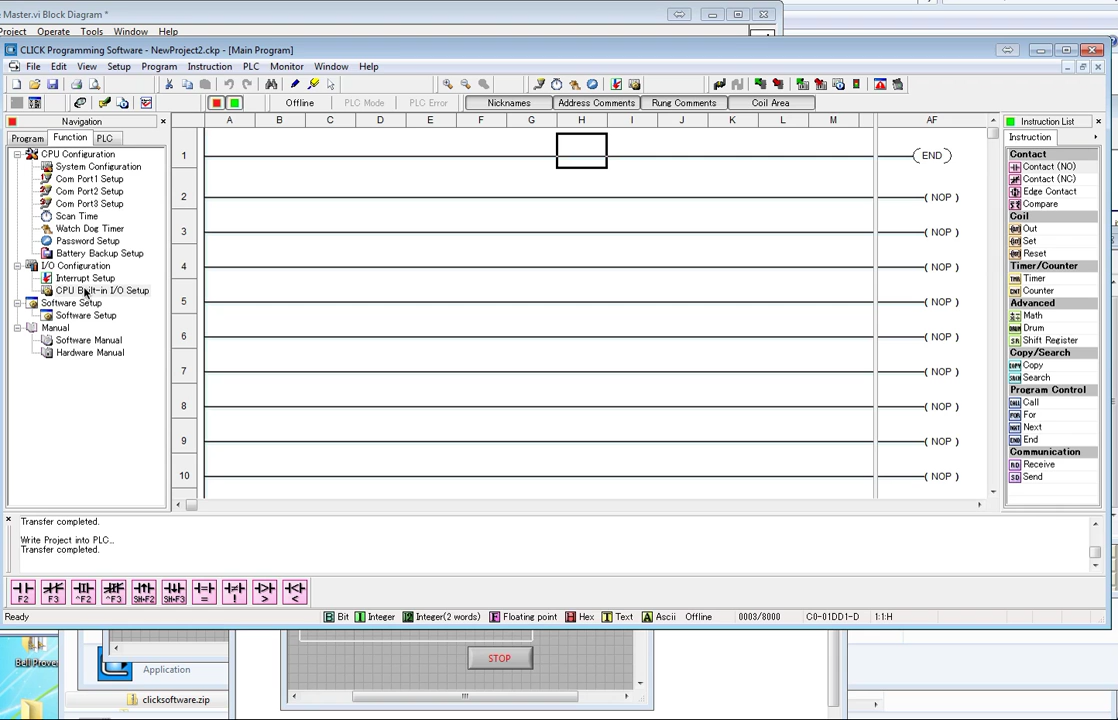 Master.vi Block Diagram *
Project Operate Tools Window Help
CLICK Programming Software - NewProject2.ckp - [Main Program]
File Edit View Setup Program Instruction PLC Monitor Window Help
Offline PLC Mode PLC Error Nicknames Address Comments Rung Comments Coil Area
Navigation
Program Function PLC
CPU Configuration
System Configuration
Com Port1 Setup
Com Port2 Setup
Com Port3 Setup
Scan Time
Watch Dog Timer
Password Setup
Battery Backup Setup
I/O Configuration
Interrupt Setup
CPU Built-in I/O Setup
Software Setup
Software Setup
Manual
Software Manual
Hardware Manual
A B C D E F G H I J K L M AF
1 END
2 NOP
3 NOP
4 NOP
5 NOP
6 NOP
7 NOP
8 NOP
9 NOP
10 NOP
Instruction List
Instruction
Contact
Contact (NO)
Contact (NC)
Edge Contact
Compare
Coil
Out
Set
Reset
Timer/Counter
Timer
Counter
Advanced
Math
Drum
Shift Register
Copy/Search
Copy
Search
Program Control
Call
For
Next
End
Communication
Receive
Send
Transfer completed.
Write Project into PLC...
Transfer completed.
F2 F3 ^F2 ^F3 SH+F2 SH+F3 = ! > <
Ready Bit Integer Integer(2 words) Floating point Hex Text Ascii Offline 0003/8000 C0-01DD1-D 1:1:H
Bell Prove
Application
STOP
clicksoftware.zip